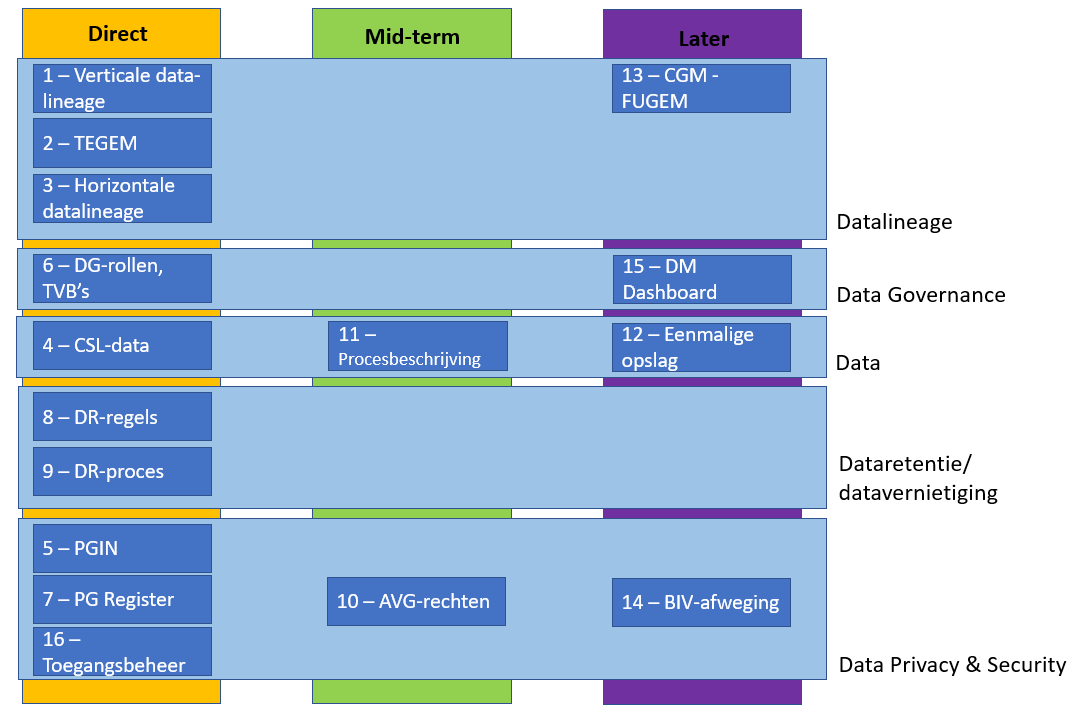 Direct
Mid-term
Later
1 – Verticale data-
lineage
13 – CGM -
FUGEM
2 – TEGEM
3 – Horizontale
datalineage
Datalineage
6 – DG-rollen,
TVB’s
15 – DM
Dashboard
Data Governance
4 – CSL-data
11 –
Procesbeschrijving
12 – Eenmalige
opslag
Data
8 – DR-regels
9 – DR-proces
Dataretentie/
datavernietiging
5 – PGIN
7 – PG Register
10 – AVG-rechten
14 – BIV-afweging
16 –
Toegangsbeheer
Data Privacy & Security